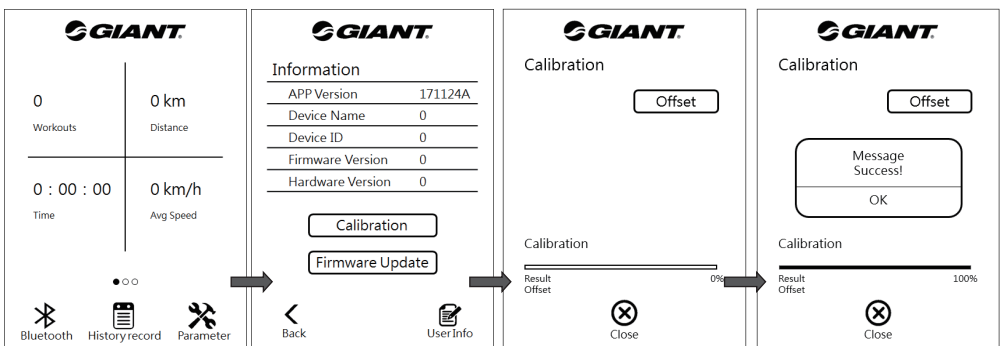 GIANT
0
Workouts
0 km
Distance
0 : 00 : 00
Time
0 km/h
Avg Speed
Bluetooth
History record
Parameter
GIANT
Information
APP Version 171124A
Device Name 0
Device ID 0
Firmware Version 0
Hardware Version 0
Calibration
Firmware Update
Back
User Info
GIANT
Calibration
Offset
Calibration
Result 0%
Offset
Close
GIANT
Calibration
Offset
Message
Success!
OK
Calibration
Result 100%
Offset
Close